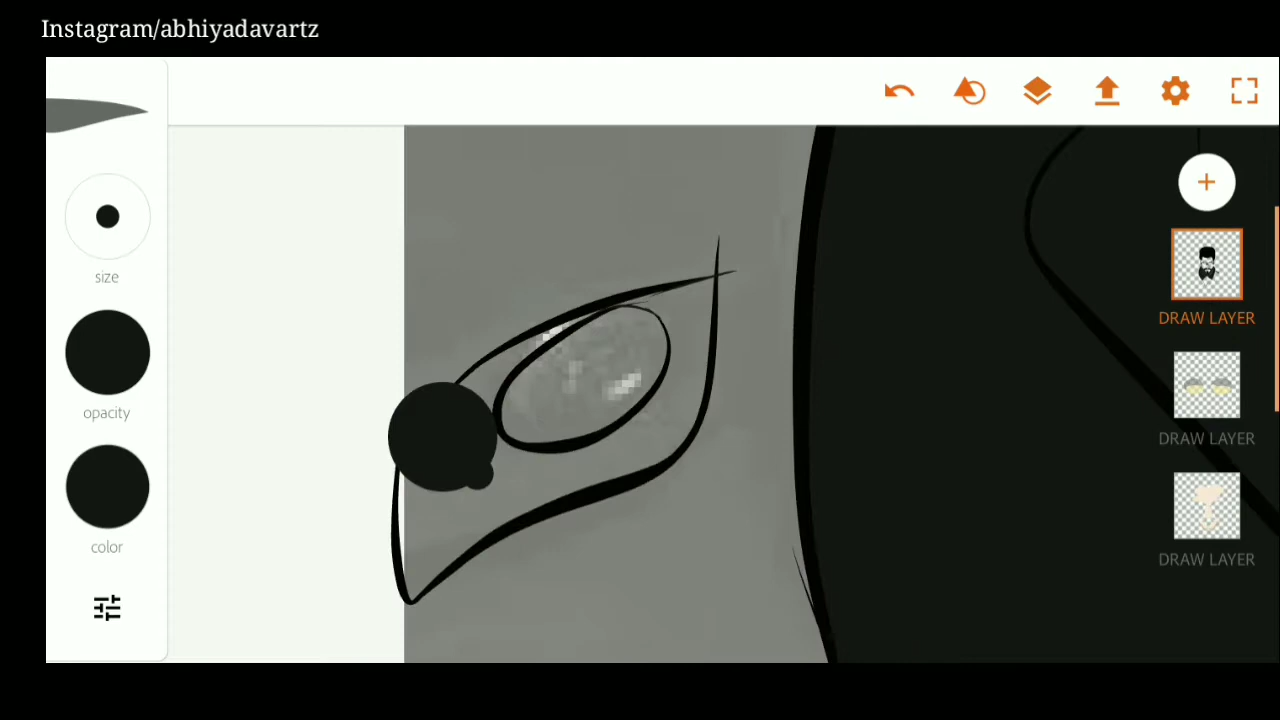 Instagram/abhiyadavartz
size
opacity
color
+
DRAW LAYER
DRAW LAYER
DRAW LAYER